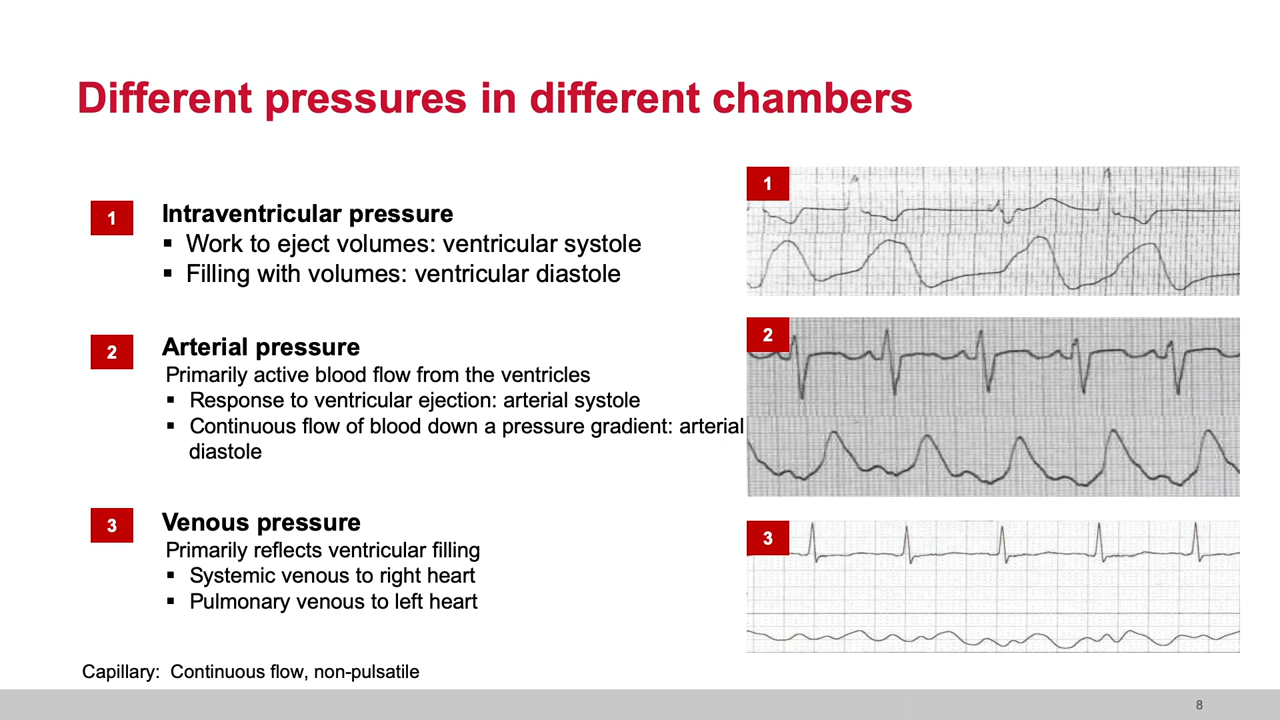 Different pressures in different chambers
1
Intraventricular pressure
▪ Work to eject volumes: ventricular systole
▪ Filling with volumes: ventricular diastole
2
Arterial pressure
Primarily active blood flow from the ventricles
▪ Response to ventricular ejection: arterial systole
▪ Continuous flow of blood down a pressure gradient: arterial
diastole
3
Venous pressure
Primarily reflects ventricular filling
▪ Systemic venous to right heart
▪ Pulmonary venous to left heart
Capillary: Continuous flow, non-pulsatile
1
2
3
8